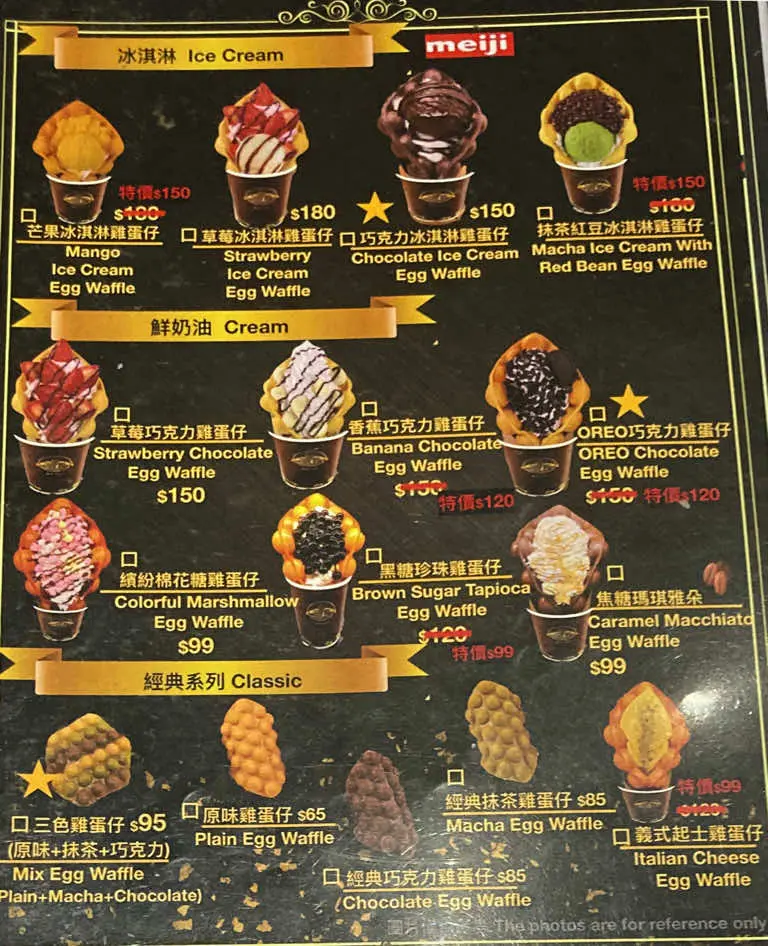 冰淇淋 Ice Cream
meiji
特價$150
芒果冰淇淋雞蛋仔
Mango
Ice Cream
Egg Waffle
$180
草莓冰淇淋雞蛋仔
Strawberry
Ice Cream
Egg Waffle
$150
巧克力冰淇淋雞蛋仔
Chocolate Ice Cream
Egg Waffle
特價$150
$180
抹茶紅豆冰淇淋雞蛋仔
Macha Ice Cream With
Red Bean Egg Waffle
鮮奶油 Cream
草莓巧克力雞蛋仔
Strawberry Chocolate
Egg Waffle
$150
香蕉巧克力雞蛋仔
Banana Chocolate
Egg Waffle
$150
特價$120
OREO巧克力雞蛋仔
OREO Chocolate
Egg Waffle
$150 特價$120
繽紛棉花糖雞蛋仔
Colorful Marshmallow
Egg Waffle
$99
黑糖珍珠雞蛋仔
Brown Sugar Tapioca
Egg Waffle
$120
特價$99
焦糖瑪琪雅朵
Caramel Macchiato
Egg Waffle
$99
經典系列 Classic
三色雞蛋仔 $95
(原味+抹茶+巧克力)
Mix Egg Waffle
Plain+Macha+Chocolate)
原味雞蛋仔 $65
Plain Egg Waffle
經典巧克力雞蛋仔 $85
Chocolate Egg Waffle
經典抹茶雞蛋仔 $85
Macha Egg Waffle
特價$99
$120
義式起士雞蛋仔
Italian Cheese
Egg Waffle
The photos are for reference only